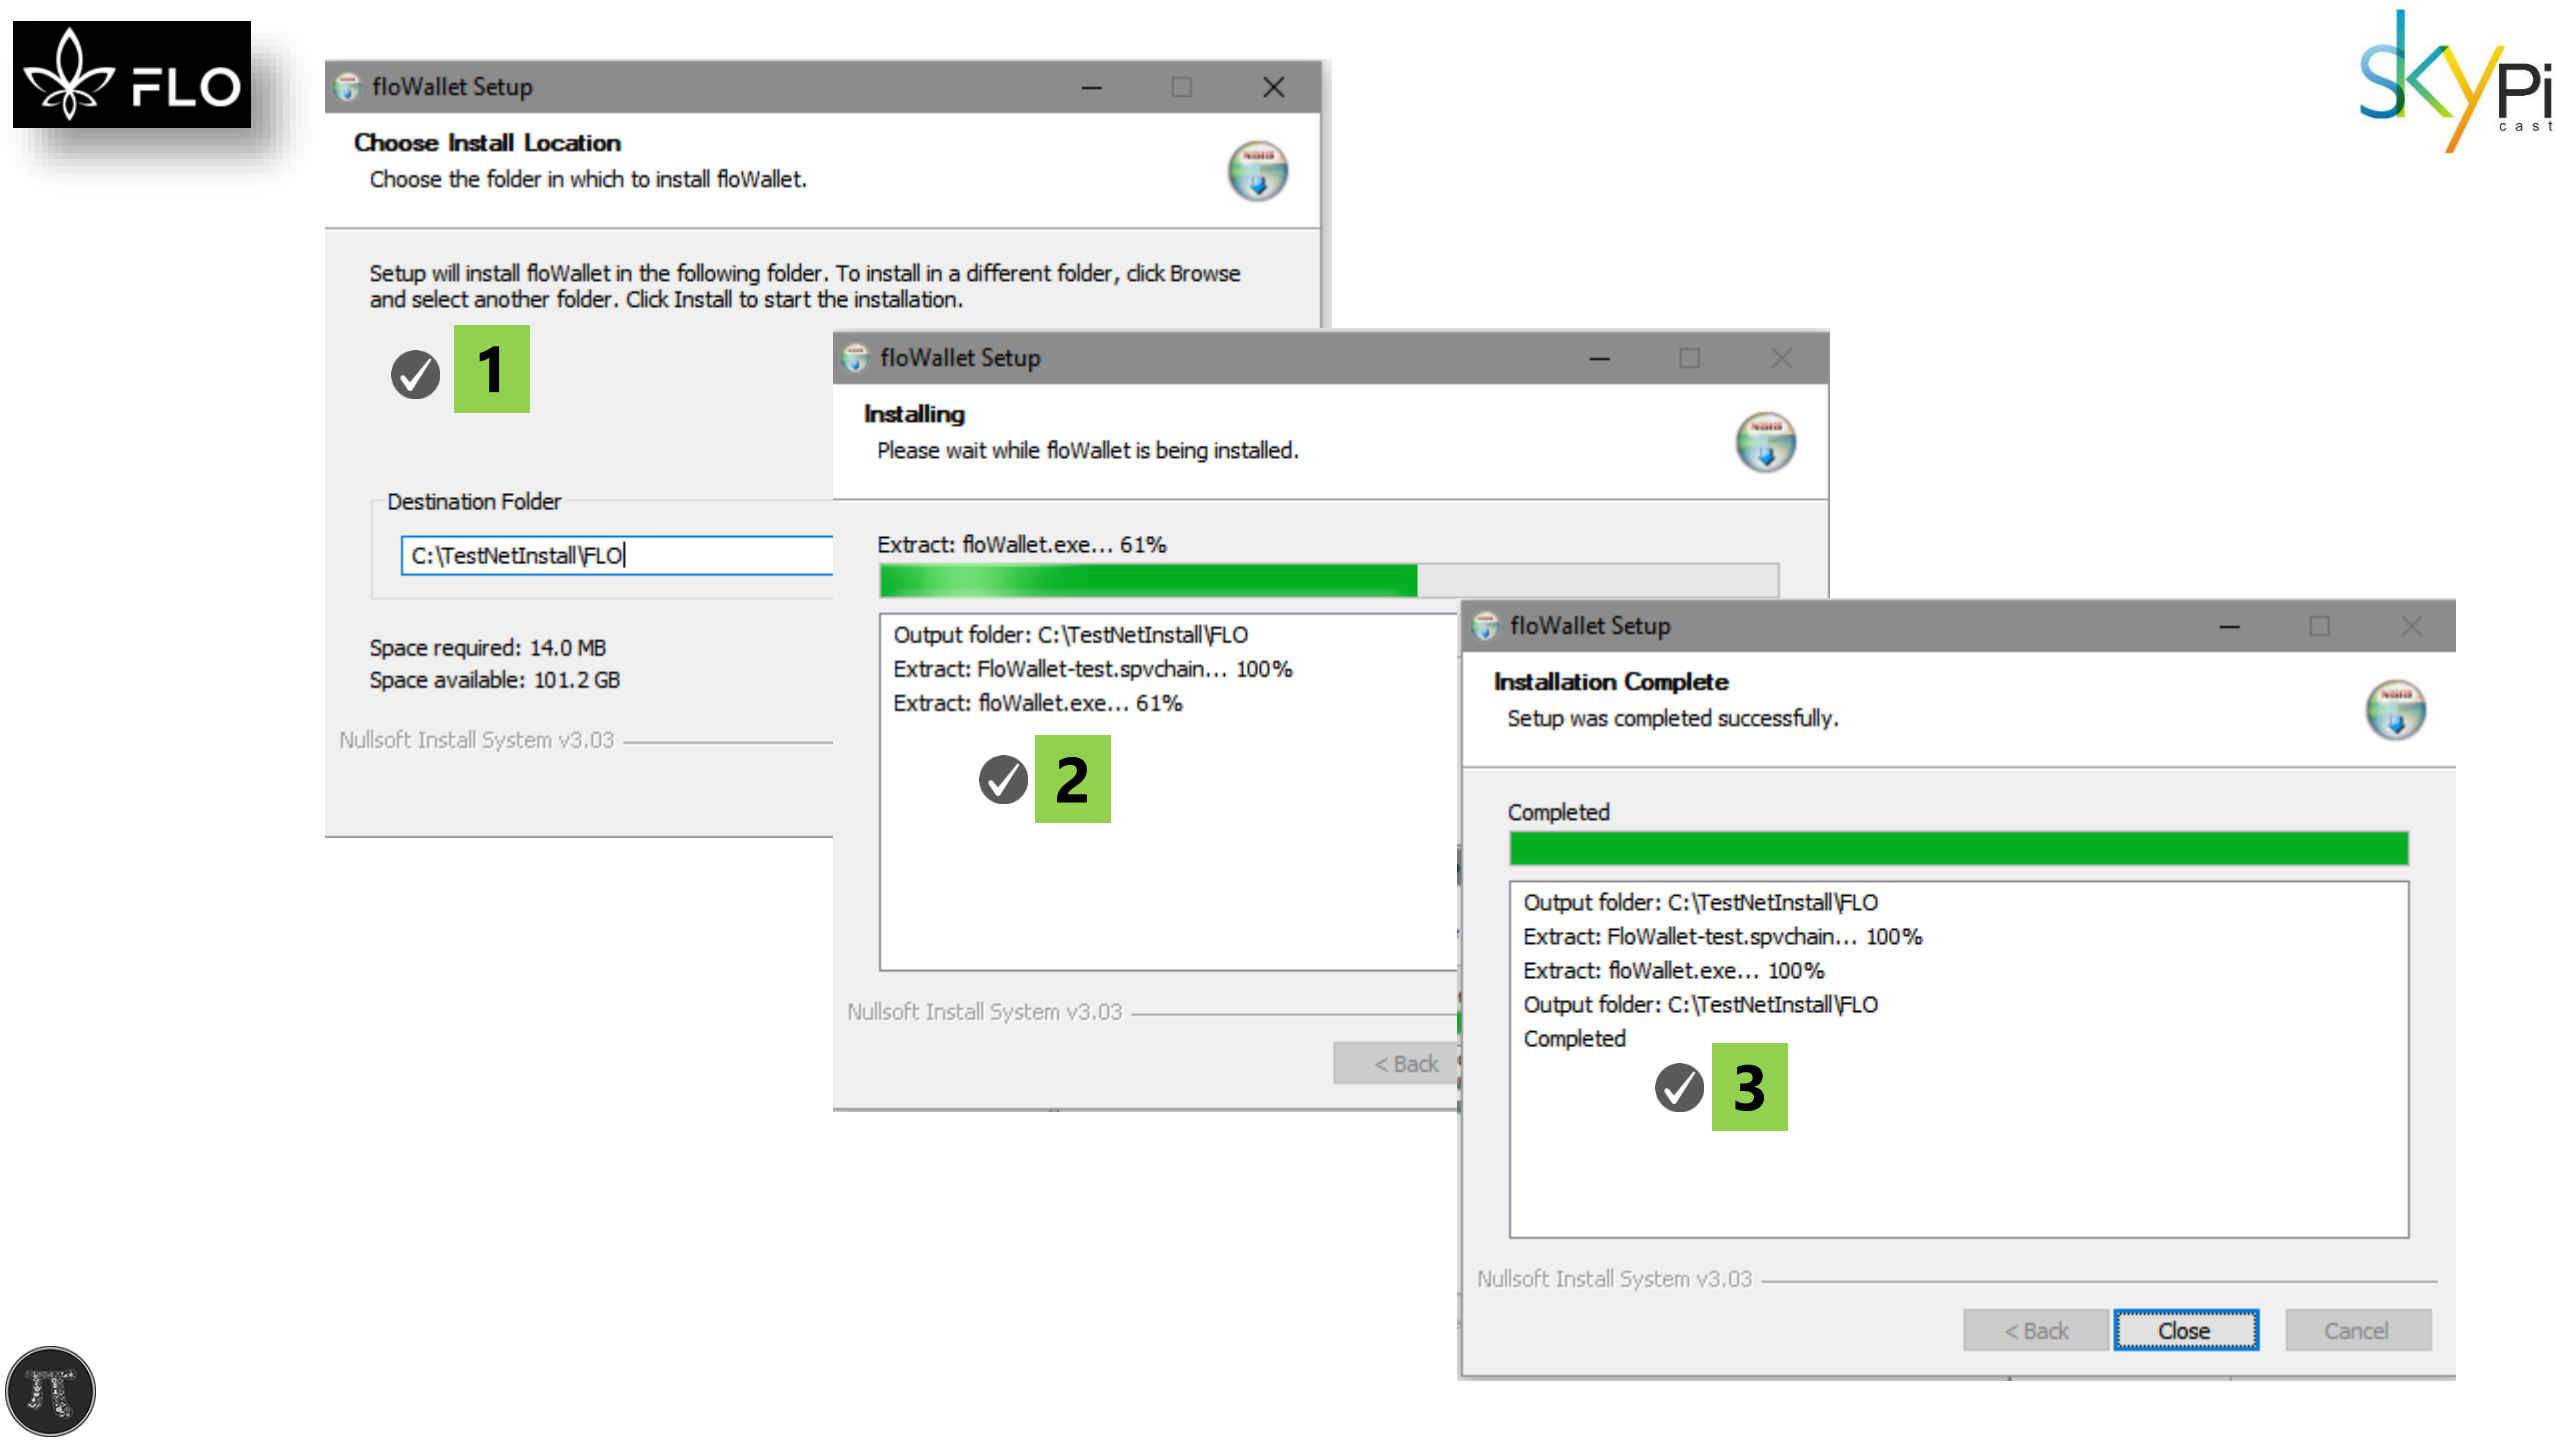 FLO
skyPi
cast
floWallet Setup
Choose Install Location
Choose the folder in which to install floWallet.
Setup will install floWallet in the following folder. To install in a different folder, click Browse
and select another folder. Click Install to start the installation.
1
Destination Folder
C:\TestNetInstall\FLO
Space required: 14.0 MB
Space available: 101.2 GB
Nullsoft Install System v3.03
floWallet Setup
Installing
Please wait while floWallet is being installed.
Extract: floWallet.exe... 61%
Output folder: C:\TestNetInstall\FLO
Extract: FloWallet-test.spvchain... 100%
Extract: floWallet.exe... 61%
2
Nullsoft Install System v3.03
< Back
floWallet Setup
Installation Complete
Setup was completed successfully.
Completed
Output folder: C:\TestNetInstall\FLO
Extract: FloWallet-test.spvchain... 100%
Extract: floWallet.exe... 100%
Output folder: C:\TestNetInstall\FLO
Completed
3
Nullsoft Install System v3.03
< Back
Close
Cancel